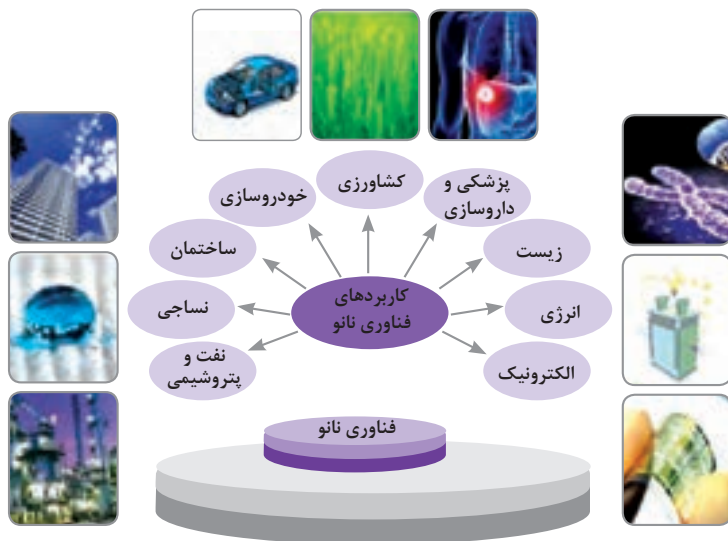 کشاورزی
پزشکی و
داروسازی
خودروسازی
زیست
ساختمان
کاربردهای
فناوری نانو
انرژی
نساجی
الکترونیک
نفت و
پتروشیمی
فناوری نانو